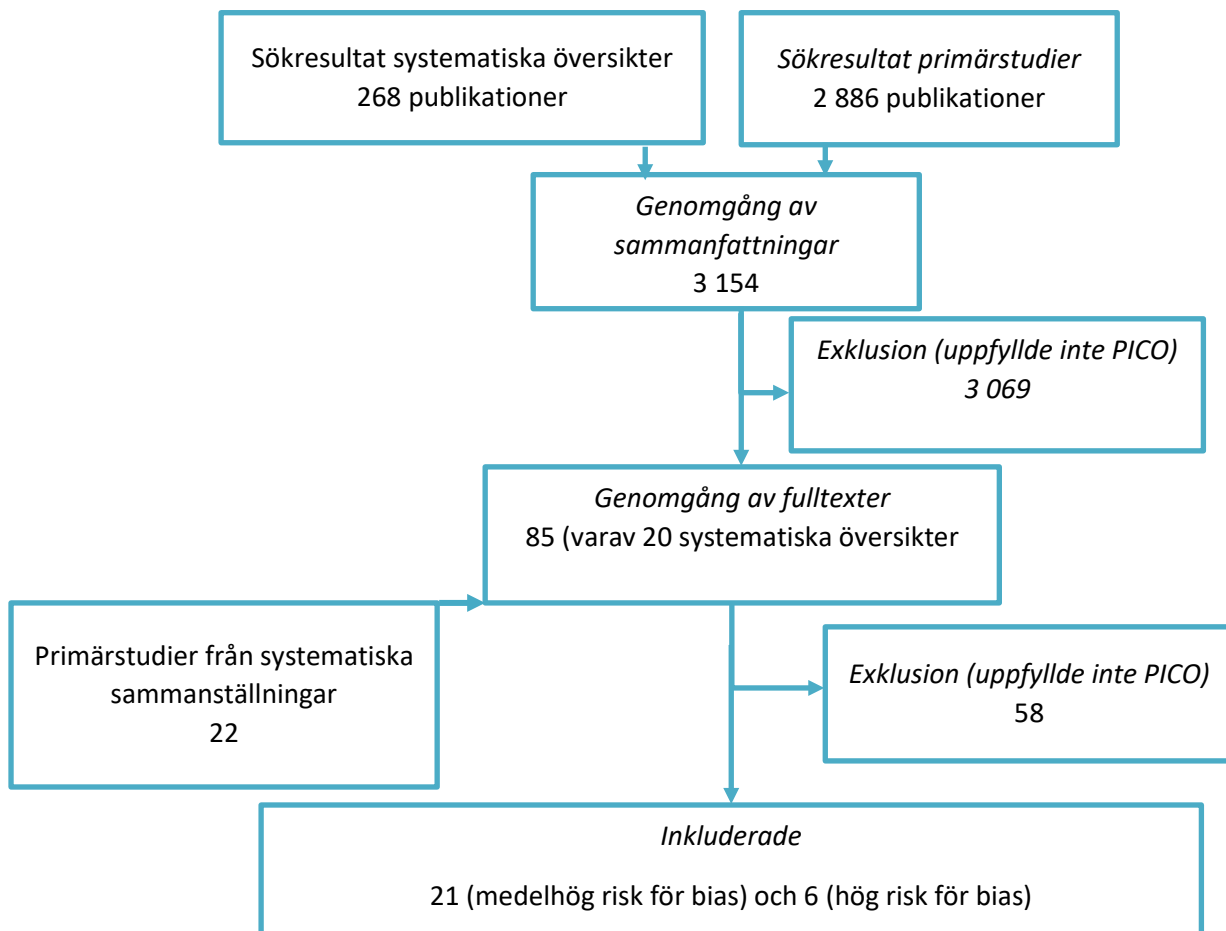 Sökresultat systematiska översikter
268 publikationer
Sökresultat primärstudier
2 886 publikationer
Genomgång av
sammanfattningar
3 154
Exklusion (uppfyllde inte PICO)
3 069
Genomgång av fulltexter
85 (varav 20 systematiska översikter
Primärstudier från systematiska
sammanställningar
22
Exklusion (uppfyllde inte PICO)
58
Inkluderade
21 (medelhög risk för bias) och 6 (hög risk för bias)